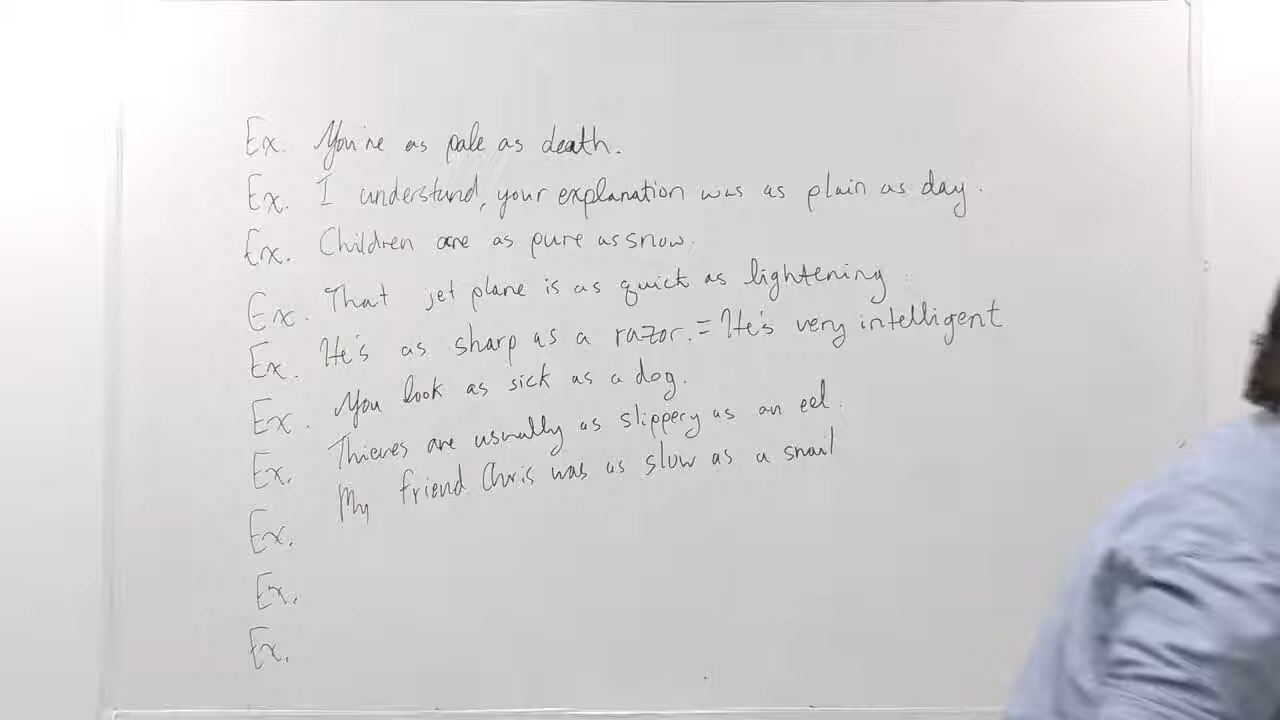 Ex. You're as pale as death.
Ex. I understand, your explanation was as plain as day.
Ex. Children are as pure as snow.
Ex. That jet plane is as quick as lightening
Ex. He's as sharp as a razor. = He's very intelligent
Ex. You look as sick as a dog.
Ex. Thieves are usually as slippery as an eel.
Ex. My friend Chris was as slow as a snail
Ex.
Ex.